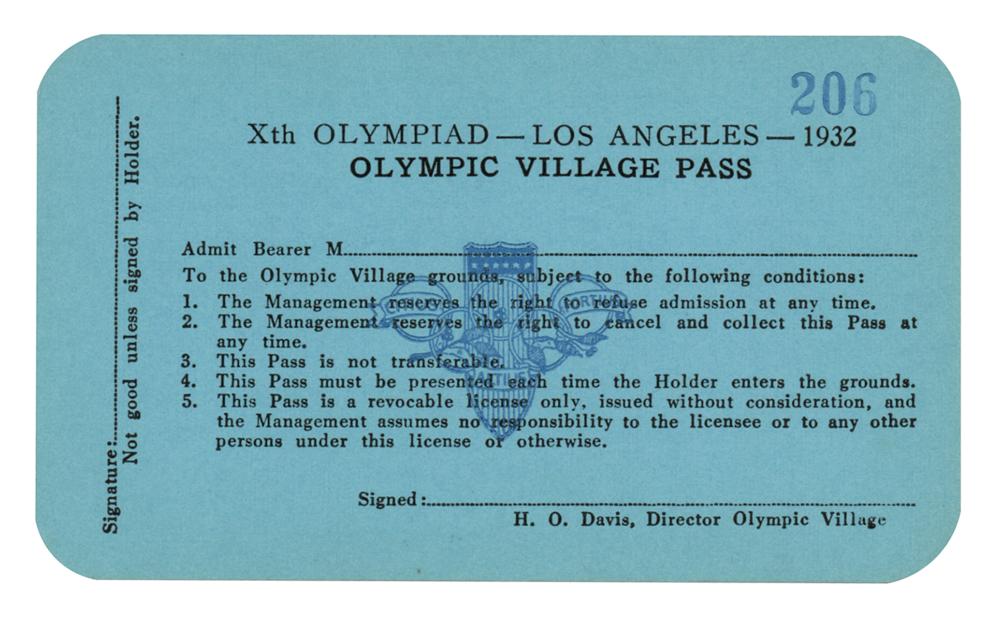 206
Xth OLYMPIAD — LOS ANGELES — 1932
OLYMPIC VILLAGE PASS
Admit Bearer M
To the Olympic Village grounds, subject to the following conditions:
1. The Management reserves the right to refuse admission at any time.
2. The Management reserves the right to cancel and collect this Pass at
any time.
3. This Pass is not transferable.
4. This Pass must be presented each time the Holder enters the grounds.
5. This Pass is a revocable license only, issued without consideration, and
the Management assumes no responsibility to the licensee or to any other
persons under this license or otherwise.
Signed:
H. O. Davis, Director Olympic Village
Signature:
Not good unless signed by Holder.